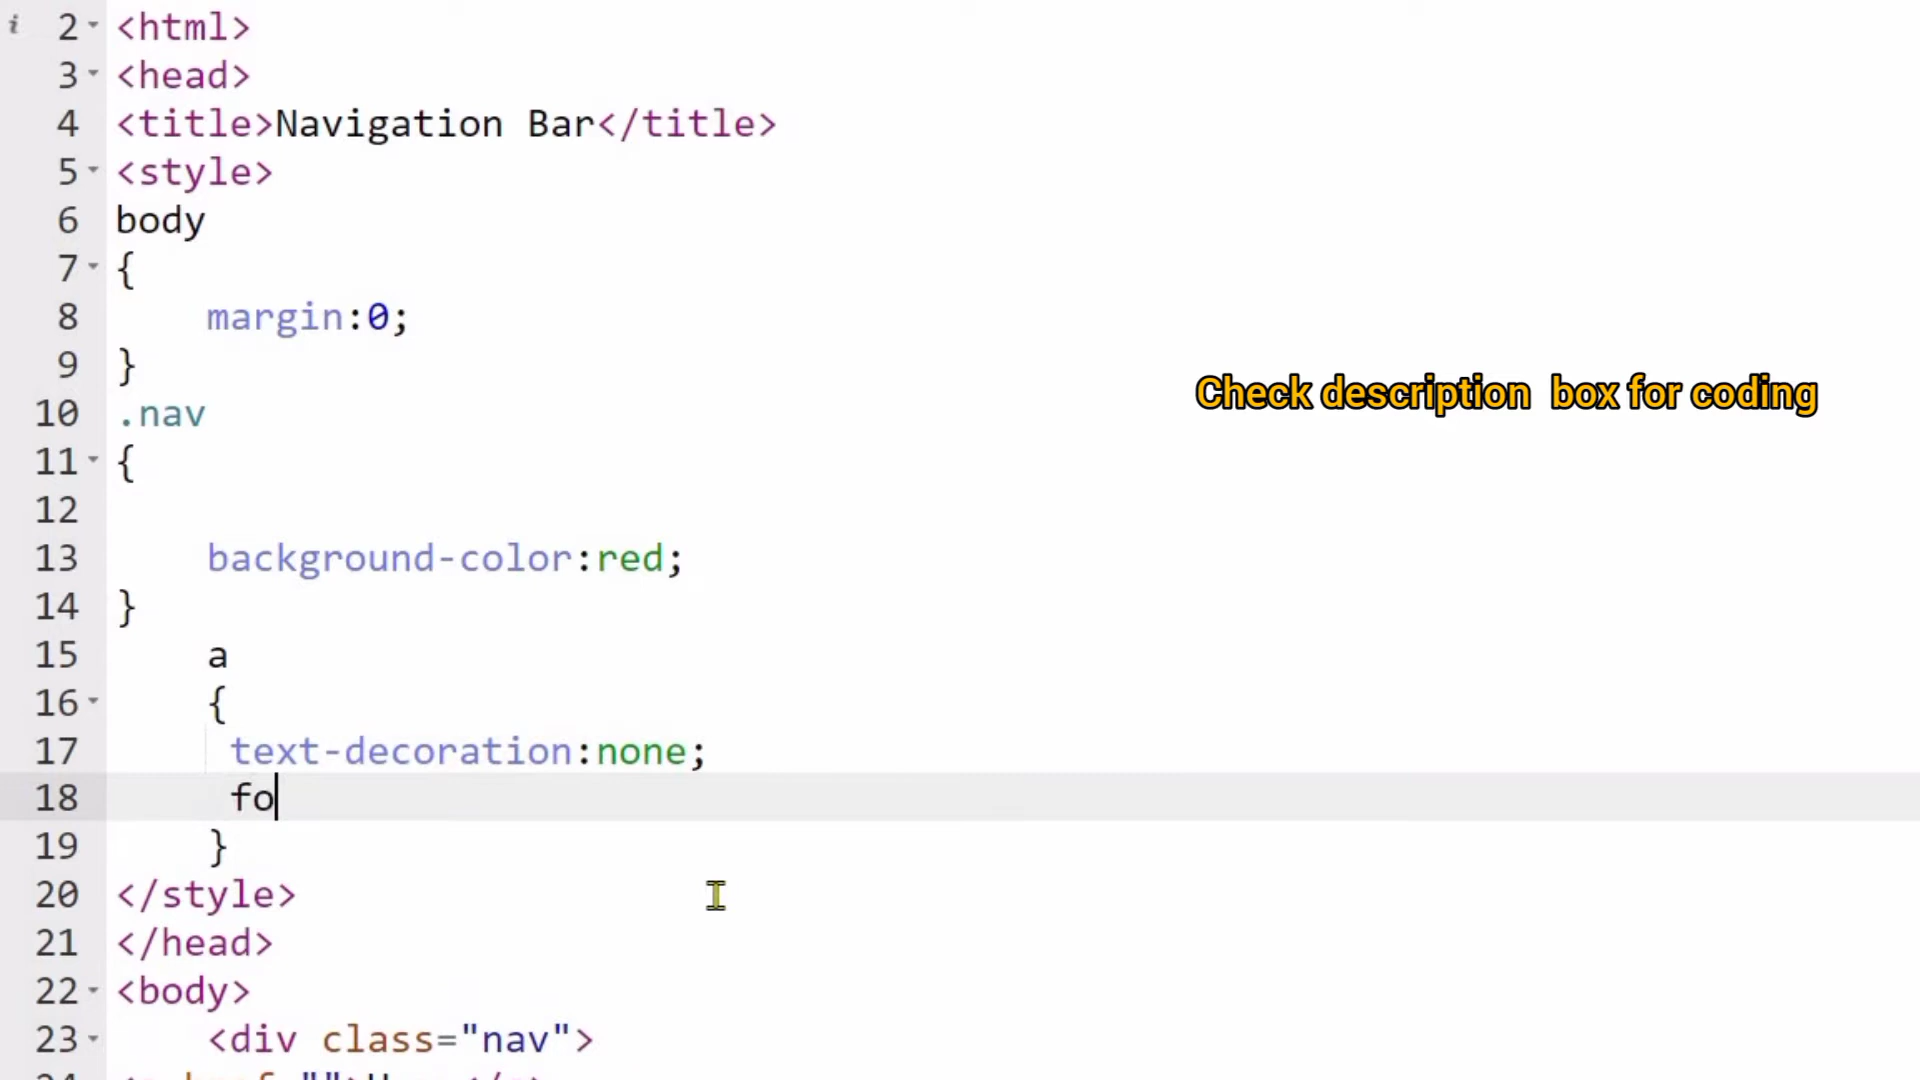 i 2 <html>
3 <head>
4 <title>Navigation Bar</title>
5 <style>
6 body
7 {
8 margin:0;
9 }
Check description box for coding
10 .nav
11 {
12
13 background-color:red;
14 }
15 a
16 {
17 text-decoration:none;
18 fo
19 }
20 </style>
21 </head>
22 <body>
23 <div class="nav">